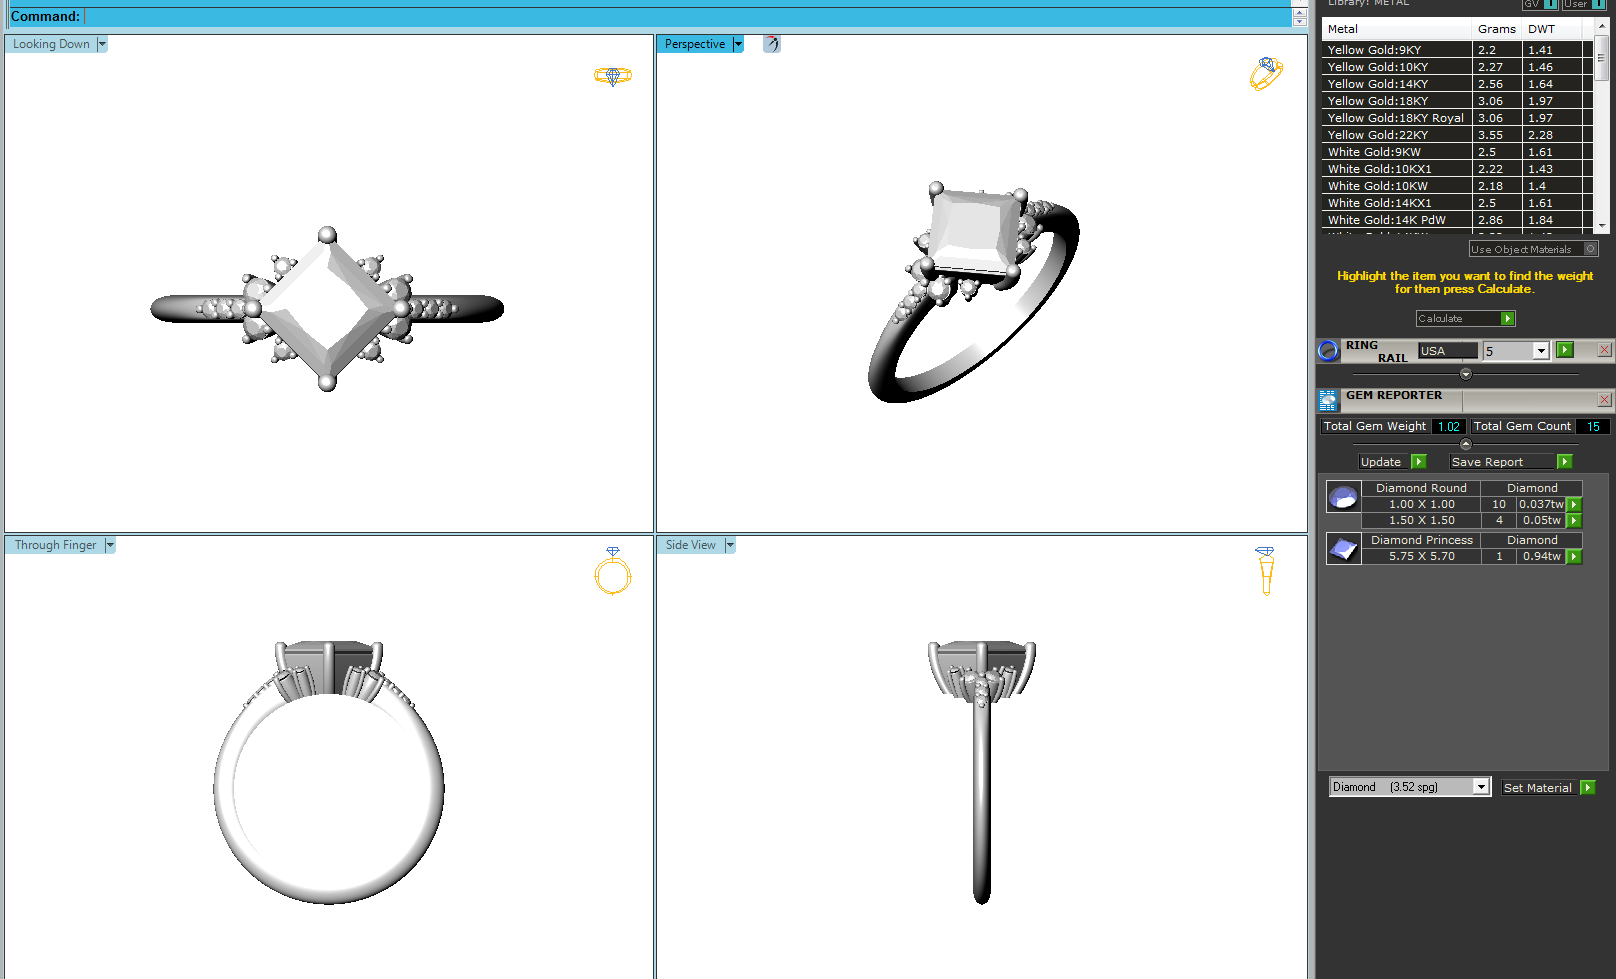 Command:
Looking Down
Perspective
Through Finger
Side View
Library: METAL
GV
User
Metal Grams DWT
Yellow Gold:9KY 2.2 1.41
Yellow Gold:10KY 2.27 1.46
Yellow Gold:14KY 2.56 1.64
Yellow Gold:18KY 3.06 1.97
Yellow Gold:18KY Royal 3.06 1.97
Yellow Gold:22KY 3.55 2.28
White Gold:9KW 2.5 1.61
White Gold:10KX1 2.22 1.43
White Gold:10KW 2.18 1.4
White Gold:14KX1 2.5 1.61
White Gold:14K PdW 2.86 1.84
Use Object Materials
Highlight the item you want to find the weight
for then press Calculate.
Calculate
RING
RAIL
USA
5
GEM REPORTER
Total Gem Weight 1.02 Total Gem Count 15
Update
Save Report
Diamond Round Diamond
1.00 X 1.00 10 0.037tw
1.50 X 1.50 4 0.05tw
Diamond Princess Diamond
5.75 X 5.70 1 0.94tw
Diamond (3.52 spg)
Set Material